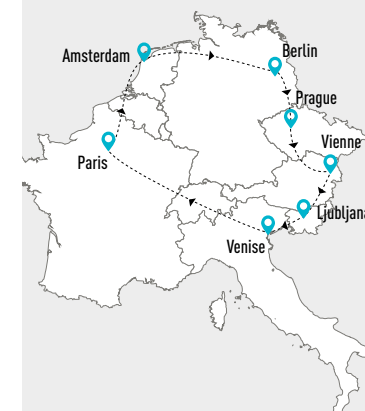 Amsterdam
Berlin
Prague
Paris
Vienne
Ljubljana
Venise